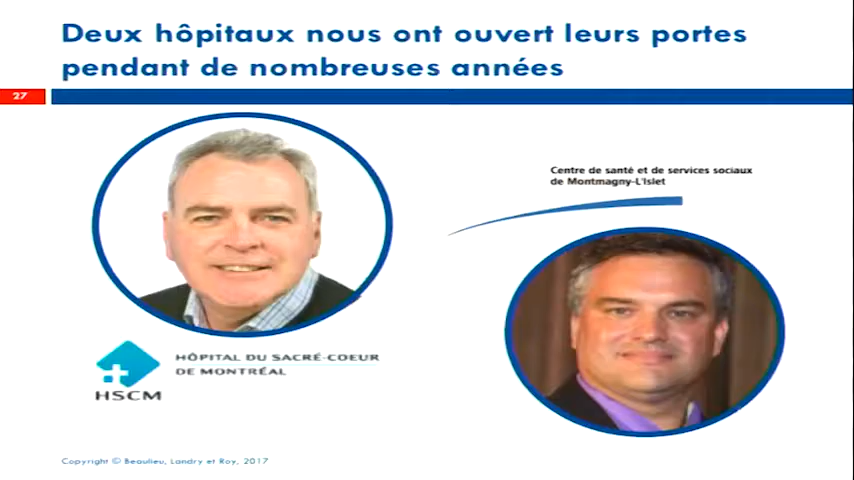 Deux hôpitaux nous ont ouvert leurs portes
pendant de nombreuses années
27
Centre de santé et de services sociaux
de Montmagny-L'Islet
HÔPITAL DU SACRÉ-COEUR
DE MONTRÉAL
HSCM
Copyright © Beaulieu, Landry et Roy, 2017